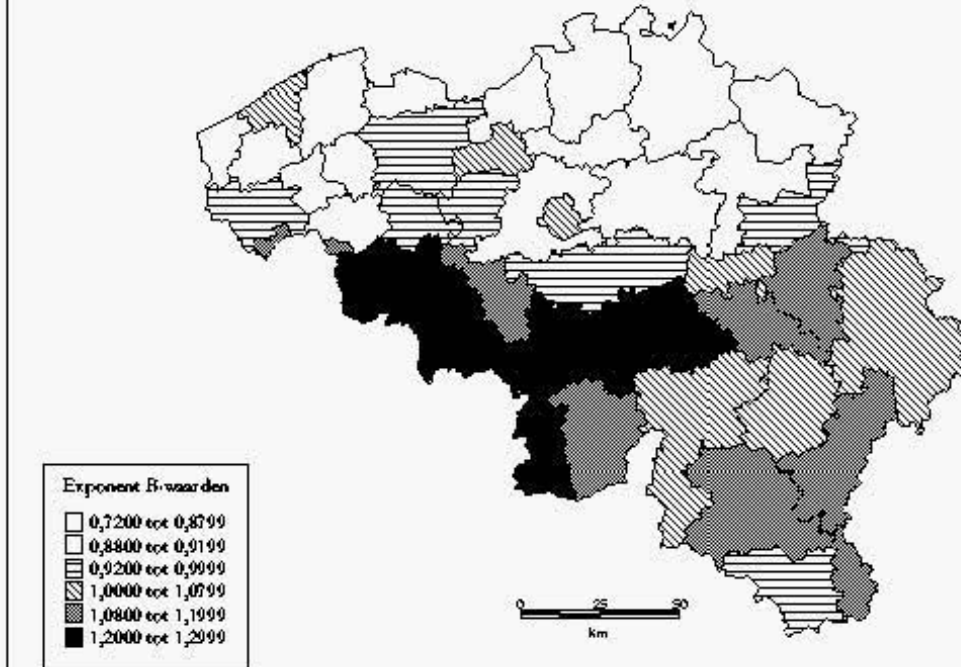 Exponent B-waarden
0,7200 tot 0,8799
0,8800 tot 0,9199
0,9200 tot 0,9999
1,0000 tot 1,0799
1,0800 tot 1,1999
1,2000 tot 1,2999
0 25 50
km